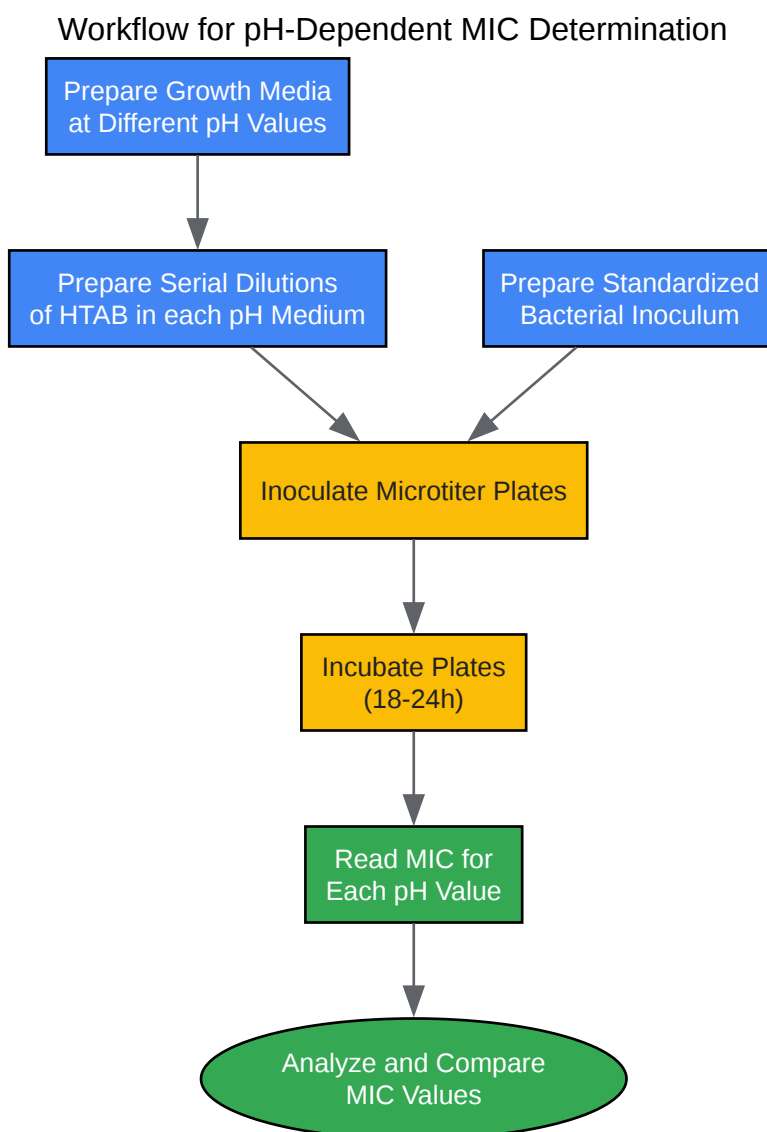 Workflow for pH-Dependent MIC Determination
Prepare Growth Media
at Different pH Values
Prepare Serial Dilutions
of HTAB in each pH Medium
Prepare Standardized
Bacterial Inoculum
Inoculate Microtiter Plates
Incubate Plates
(18-24h)
Read MIC for
Each pH Value
Analyze and Compare
MIC Values